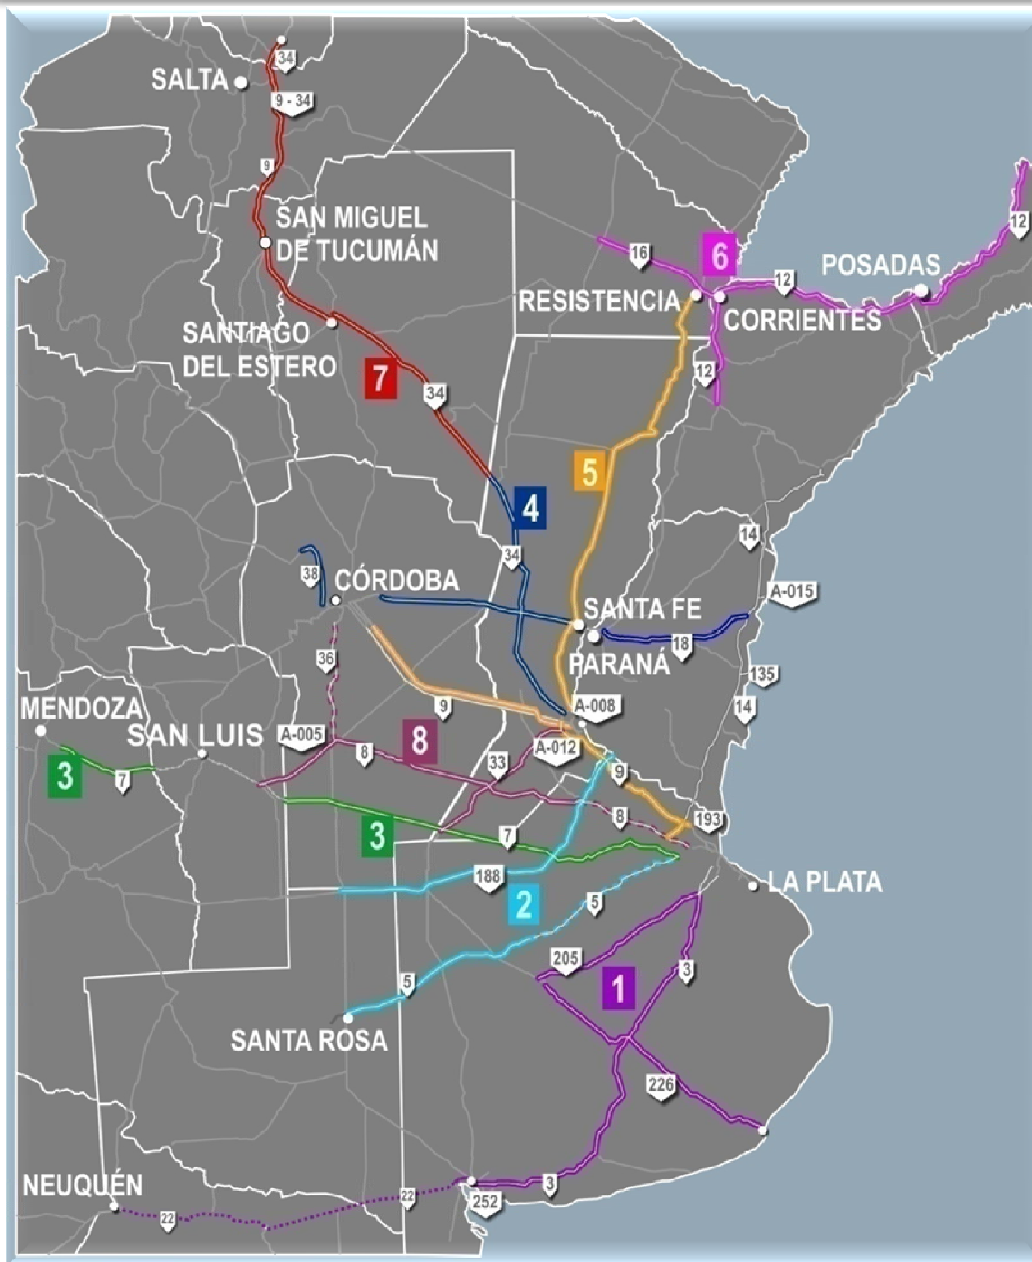 34
SALTA
9 - 34
9
SAN MIGUEL
DE TUCUMÁN
12
16
6
12
POSADAS
RESISTENCIA
CORRIENTES
SANTIAGO
DEL ESTERO
7
34
12
5
4
14
34
38
CÓRDOBA
A-015
SANTA FE
18
PARANÁ
36
135
MENDOZA
9
A-008
14
SAN LUIS
A-005
8
8
A-012
33
9
3
7
8
193
3
7
188
LA PLATA
2
5
205
3
1
5
SANTA ROSA
226
NEUQUÉN
3
22
252
22